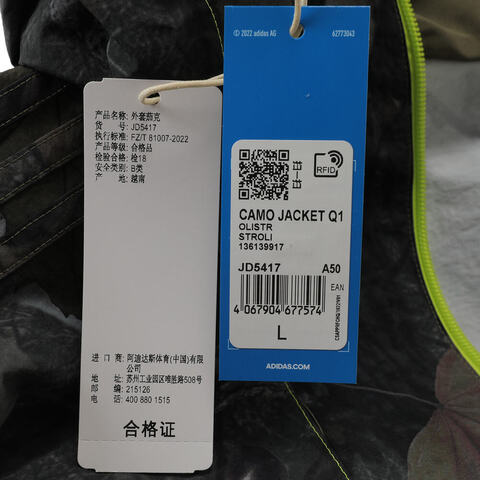 产品名称: 外套茄克
货 号: JD5417
执行标准: FZ/T 81007-2022
产品等级: 合格品
检验合格: 检18
安全类别: B类
产 地: 越南
进 口 商: 阿迪达斯体育(中国)有限
公司
地 址: 苏州工业园区唯胜路508号
邮 编: 215126
电 话: 400 880 1515
合格证
© 2022 adidas AG 62773043
11-11
RFID
CAMO JACKET Q1
OLISTR
STROLI
136139917
JD5417 A50
EAN
4 067904 677574
L
ADIDAS.COM